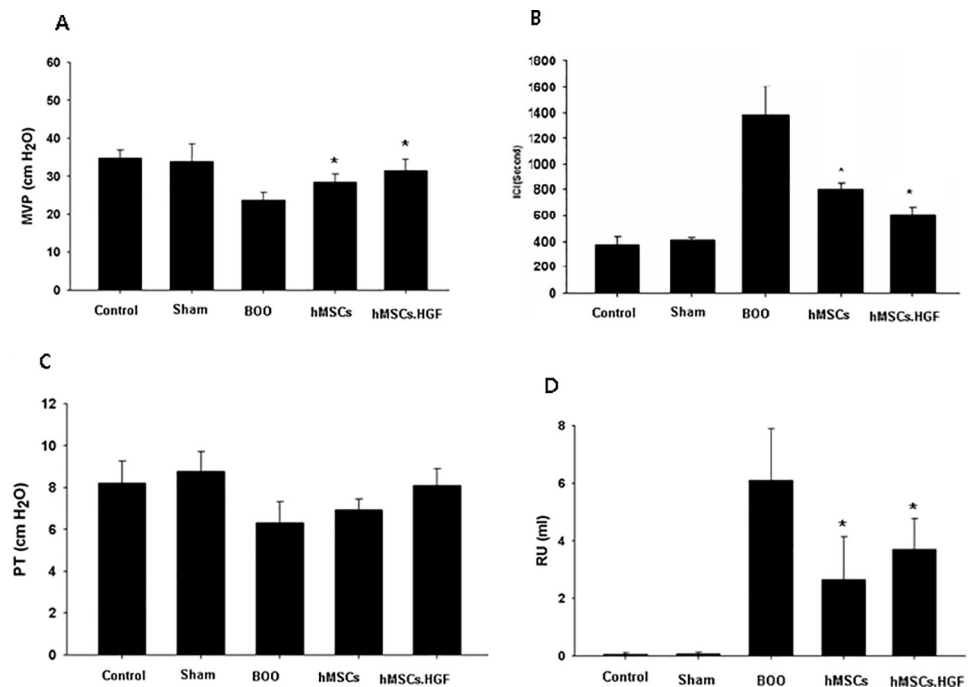 A
MVP (cm H₂O)
60
50
40
30
20
10
0
*
*
Control Sham BOO hMSCs hMSCs.HGF
B
ICI(Second)
1800
1600
1400
1200
1000
800
600
400
200
0
*
*
Control Sham BOO hMSCs hMSCs.HGF
C
PT (cm H₂O)
12
10
8
6
4
2
0
Control Sham BOO hMSCs hMSCs.HGF
D
RU (ml)
8
6
4
2
0
*
*
Control Sham BOO hMSCs hMSCs.HGF